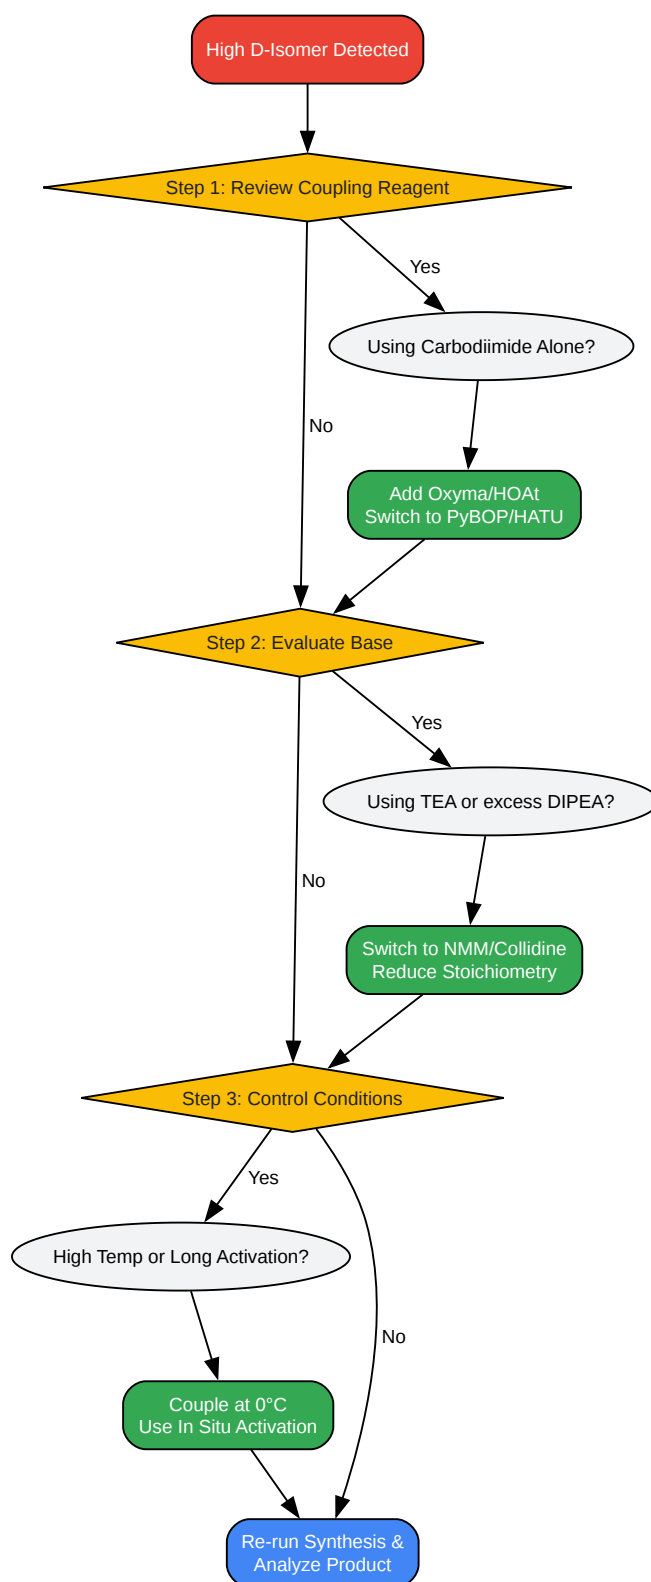 High D-Isomer Detected
Step 1: Review Coupling Reagent
Yes
Using Carbodiimide Alone?
No
Add Oxyma/HOAt
Switch to PyBOP/HATU
Step 2: Evaluate Base
Yes
Using TEA or excess DIPEA?
No
Switch to NMM/Collidine
Reduce Stoichiometry
Step 3: Control Conditions
Yes
High Temp or Long Activation?
No
Couple at 0°C
Use In Situ Activation
Re-run Synthesis &
Analyze Product